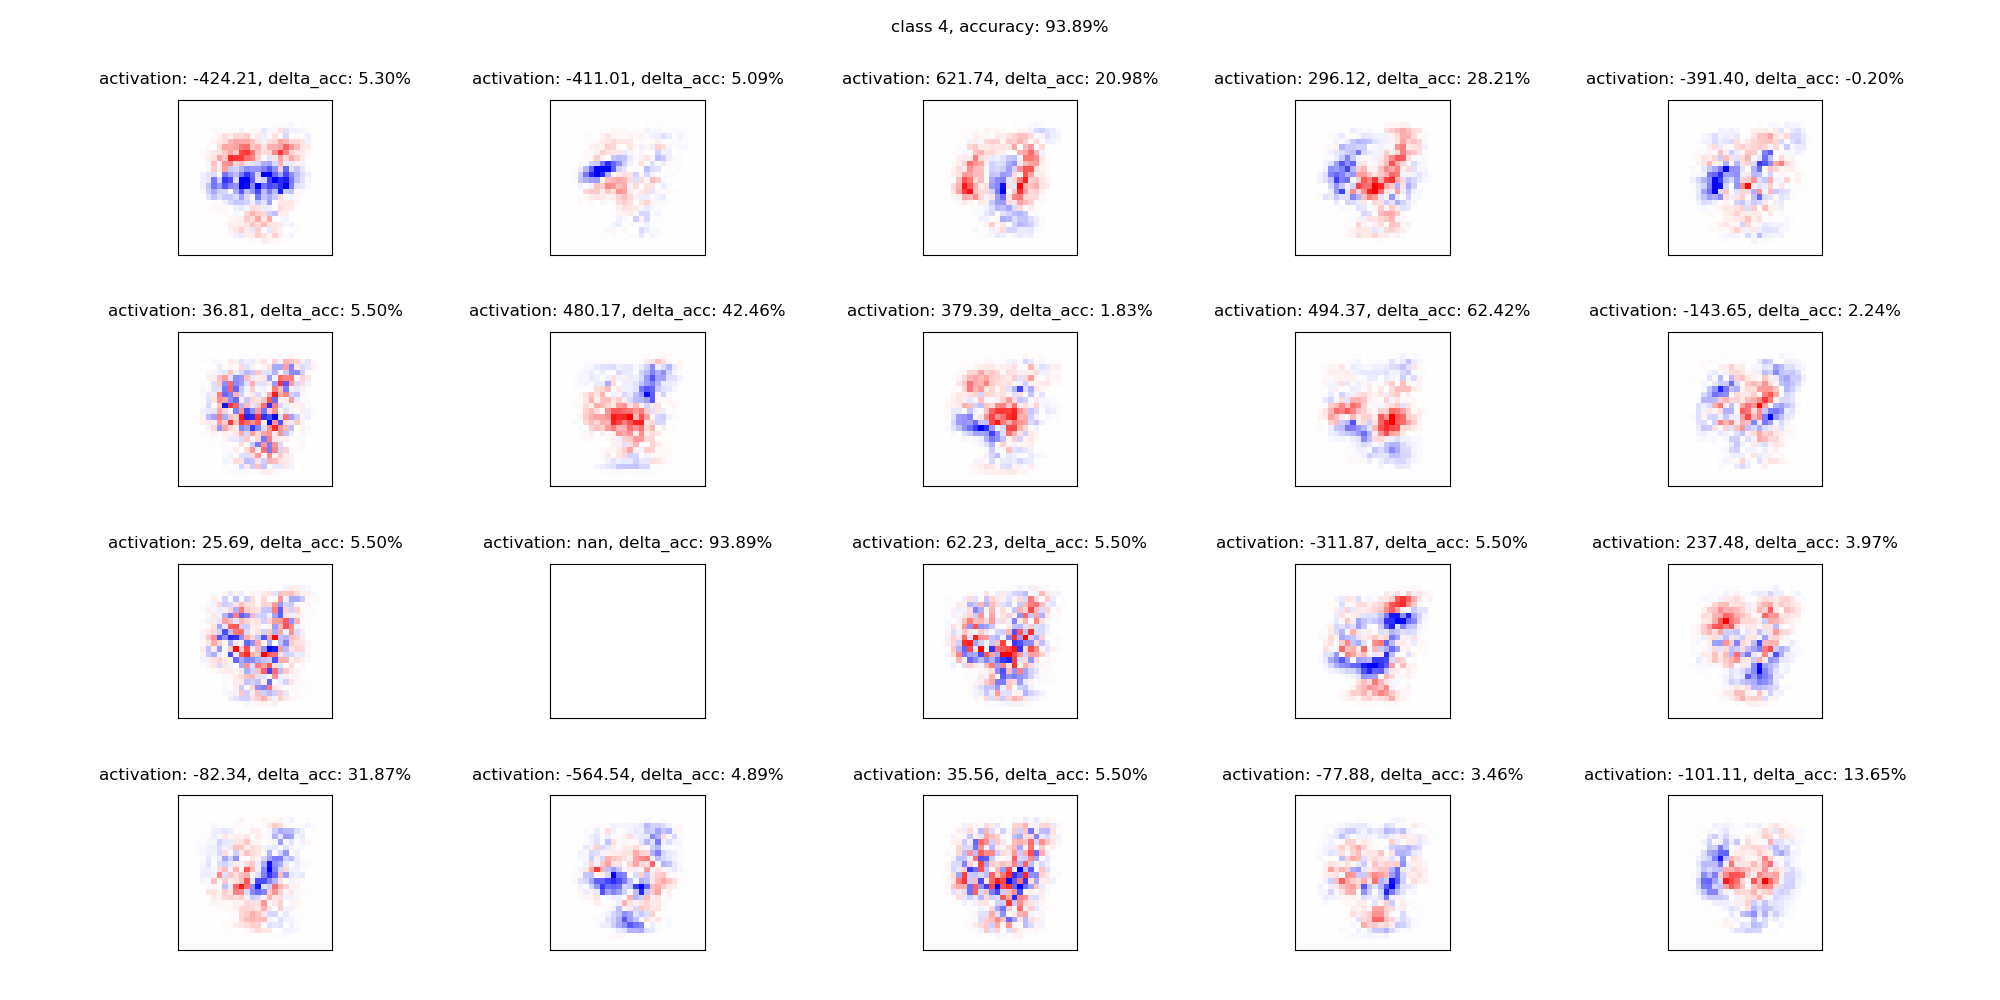 class 4, accuracy: 93.89%
activation: -424.21, delta_acc: 5.30%
activation: -411.01, delta_acc: 5.09%
activation: 621.74, delta_acc: 20.98%
activation: 296.12, delta_acc: 28.21%
activation: -391.40, delta_acc: -0.20%
activation: 36.81, delta_acc: 5.50%
activation: 480.17, delta_acc: 42.46%
activation: 379.39, delta_acc: 1.83%
activation: 494.37, delta_acc: 62.42%
activation: -143.65, delta_acc: 2.24%
activation: 25.69, delta_acc: 5.50%
activation: nan, delta_acc: 93.89%
activation: 62.23, delta_acc: 5.50%
activation: -311.87, delta_acc: 5.50%
activation: 237.48, delta_acc: 3.97%
activation: -82.34, delta_acc: 31.87%
activation: -564.54, delta_acc: 4.89%
activation: 35.56, delta_acc: 5.50%
activation: -77.88, delta_acc: 3.46%
activation: -101.11, delta_acc: 13.65%